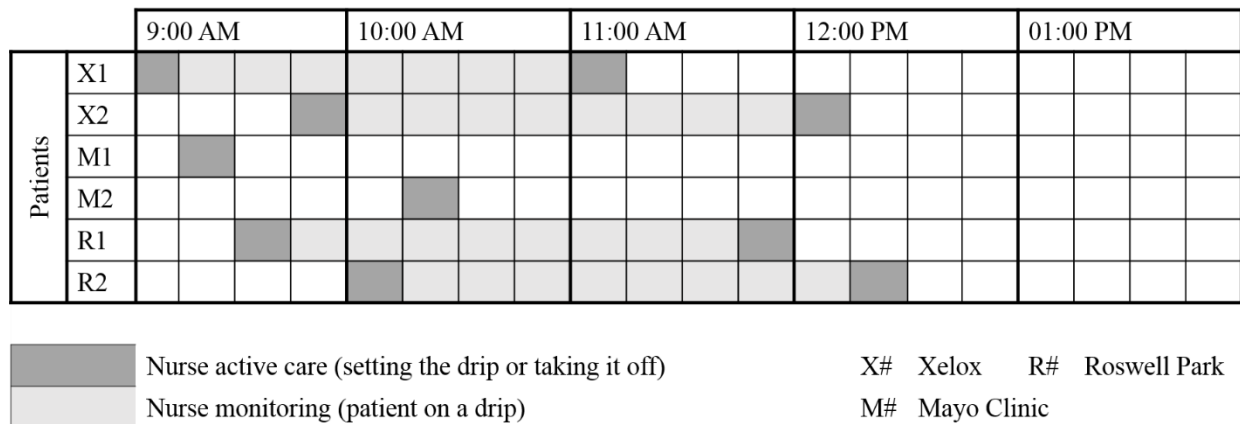 9:00 AM 10:00 AM 11:00 AM 12:00 PM 01:00 PM
Patients
X1
X2
M1
M2
R1
R2
Nurse active care (setting the drip or taking it off) X# Xelox R# Roswell Park
Nurse monitoring (patient on a drip) M# Mayo Clinic